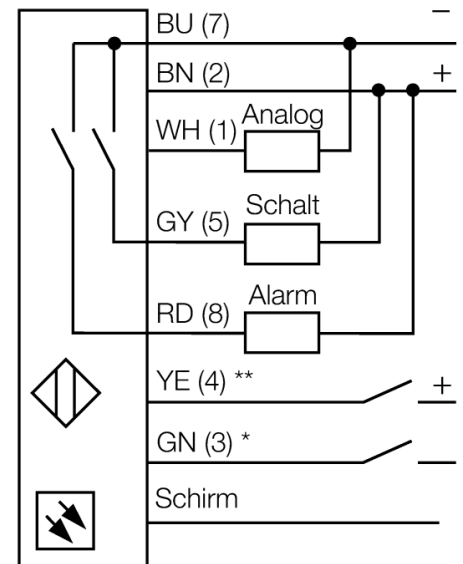 BU (7) −
BN (2) +
Analog
WH (1)
Schalt
GY (5)
Alarm
RD (8)
YE (4) ** +
GN (3) * −
Schirm